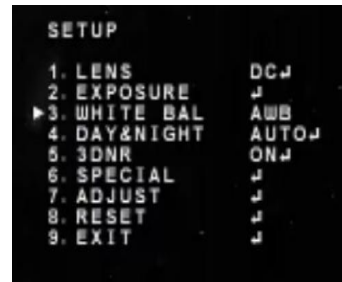 SETUP
1. LENS DC↵
2. EXPOSURE ↵
▶3. WHITE BAL AWB
4. DAY&NIGHT AUTO↵
5. 3DNR ON↵
6. SPECIAL ↵
7. ADJUST ↵
8. RESET ↵
9. EXIT ↵